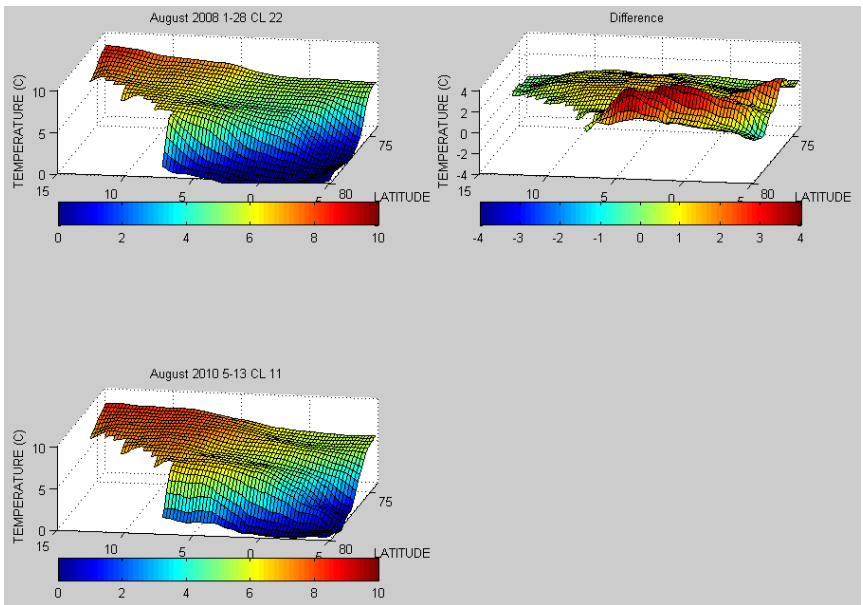 August 2008 1-28 CL 22
TEMPERATURE (C)
10
5
0
15
10
5
0
5
80
75
LATITUDE
0 2 4 6 8 10
Difference
TEMPERATURE (C)
4
2
0
-2
-4
15
10
5
0
5
80
75
LATITUDE
-4 -3 -2 -1 0 1 2 3 4
August 2010 5-13 CL 11
TEMPERATURE (C)
10
5
0
15
10
5
0
5
80
75
LATITUDE
0 2 4 6 8 10